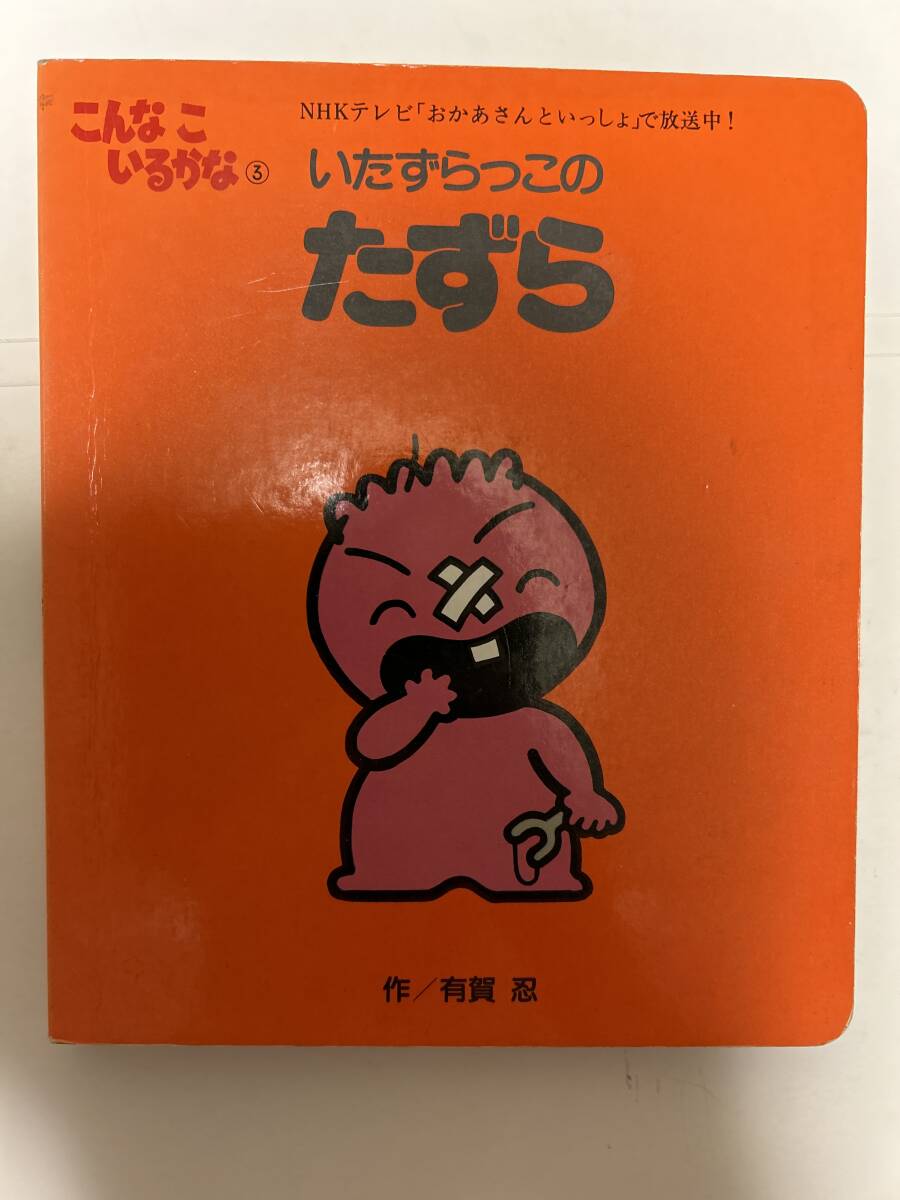 こんなこ
いるかな③
NHKテレビ「おかあさんといっしょ」で放送中！
いたずらっこの
たずら
作／有賀 忍